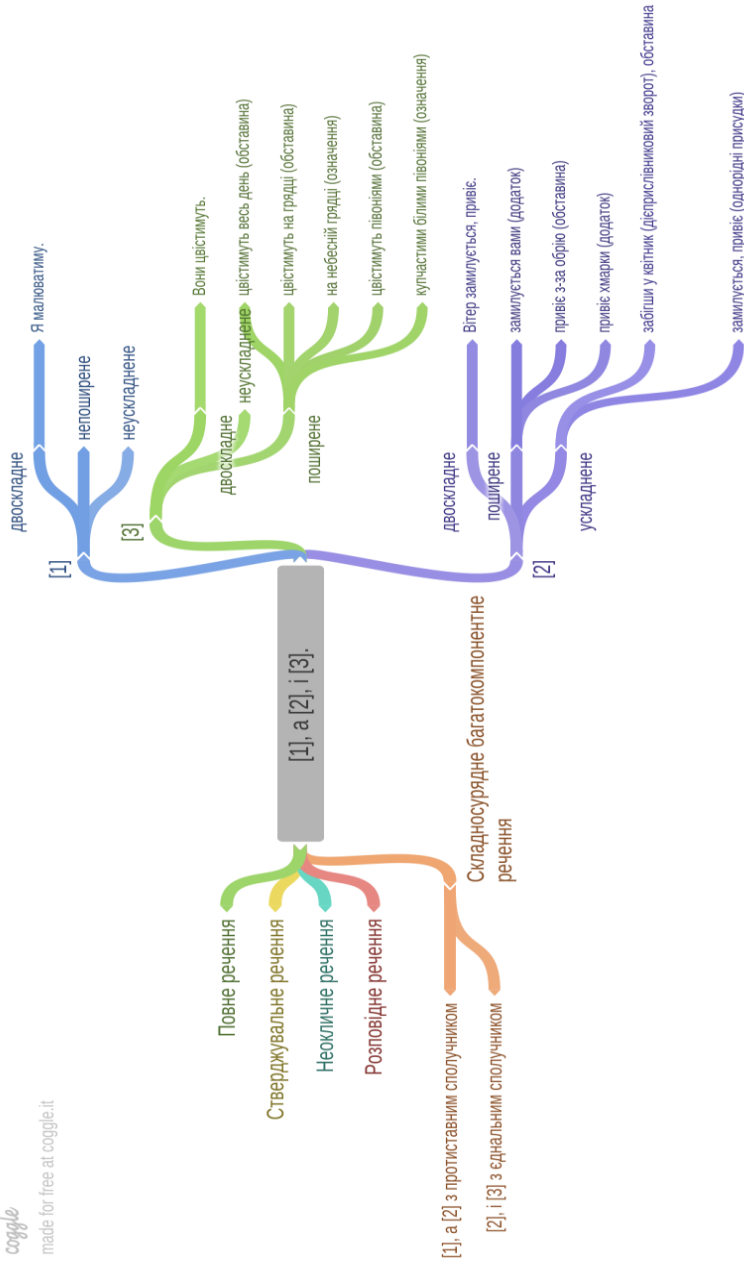 coggle
made for free at coggle.it
[1], а [2], і [3].
Повне речення
Стверджувальне речення
Неокличне речення
Розповідне речення
Складносурядне багатокомпонентне
речення
[1], а [2] з протиставним сполучником
[2], і [3] з єднальним сполучником
[1]
двоскладне
Я малюватиму.
непоширене
неускладнене
[3]
двоскладне
Вони цвістимуть.
неускладнене
поширене
цвістимуть весь день (обставина)
цвістимуть на грядці (обставина)
на небесній грядці (означення)
цвістимуть півоніями (обставина)
купчастими білими півоніями (означення)
[2]
двоскладне
Вітер замилується, привіє.
поширене
замилується вами (додаток)
привіє з-за обрію (обставина)
привіє хмарки (додаток)
ускладнене
забігши у квітник (дієприслівниковий зворот), обставина
замилується, привіє (однорідні присудки)